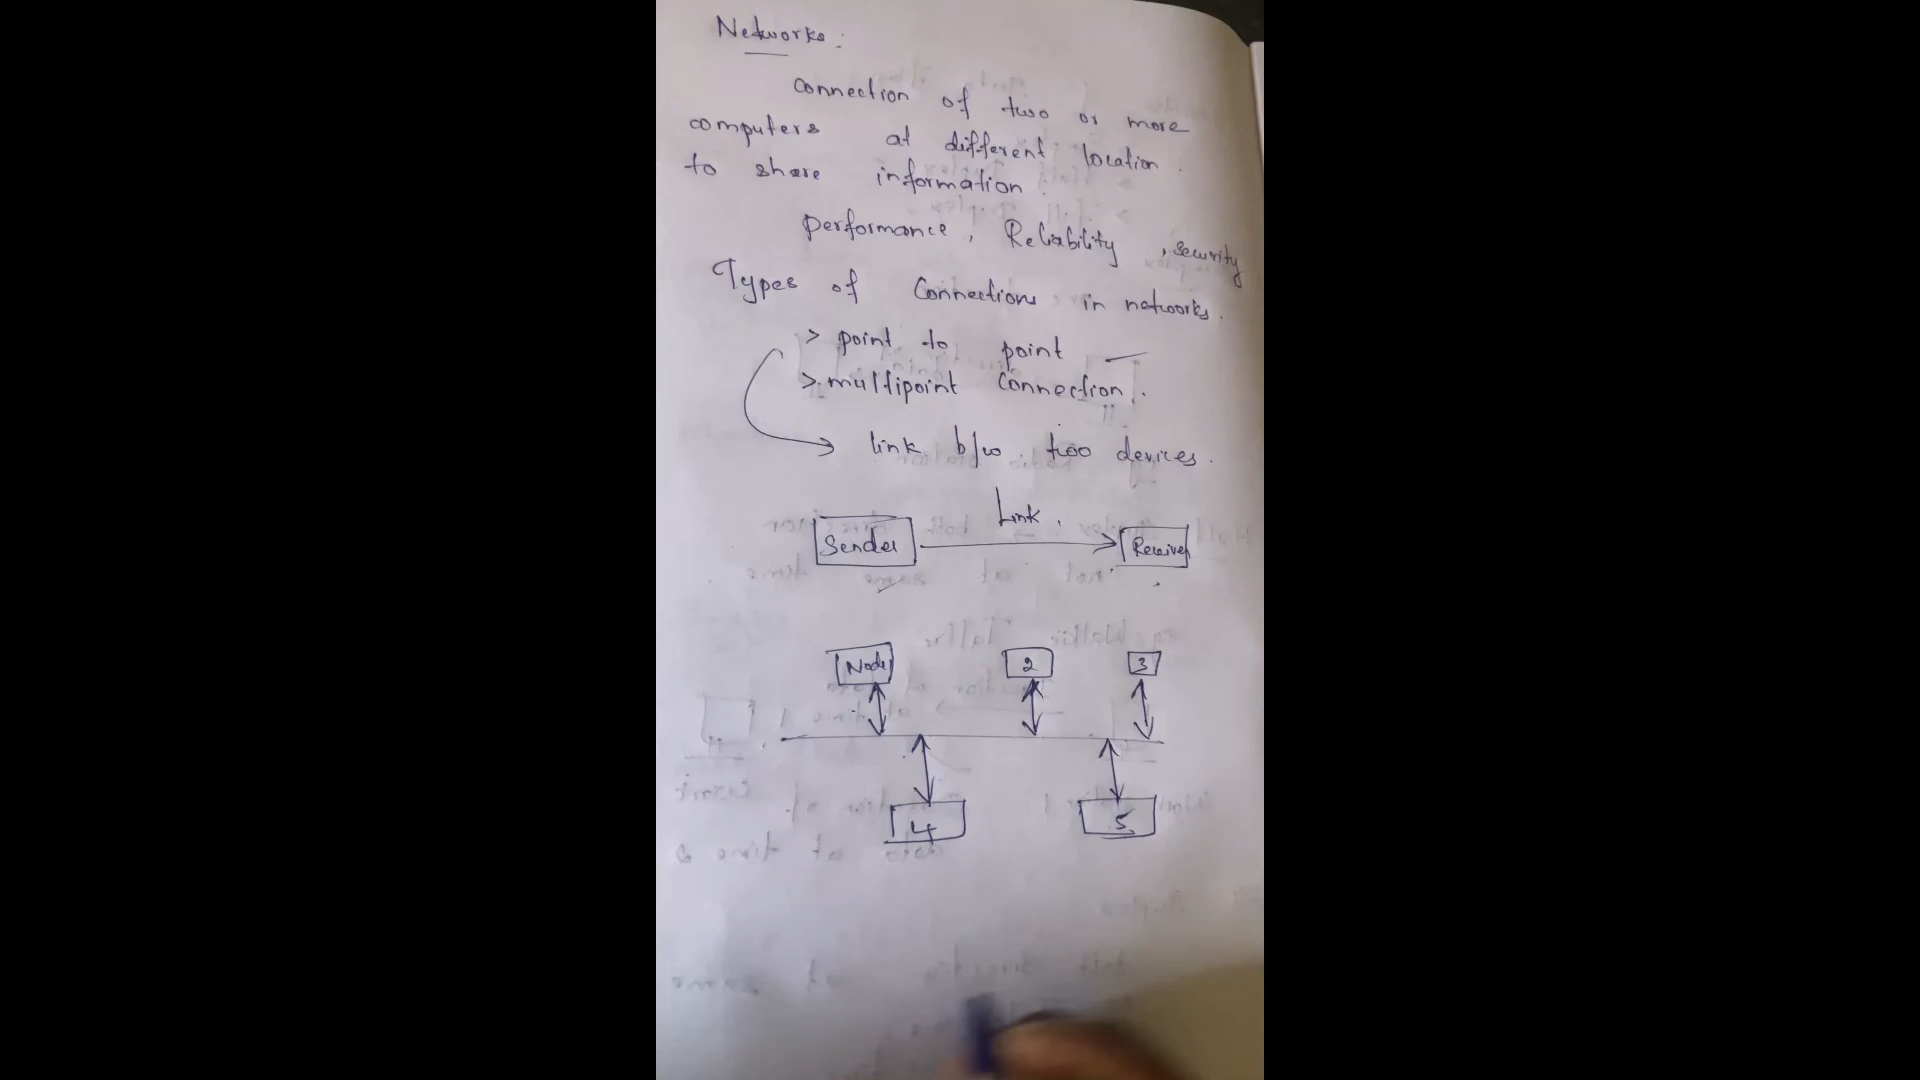 Networks:
Connection of two or more
computers at different location.
to share information.
performance, Reliability, security
Types of Connections in networks.
> point to point
> multipoint connection.
link b/w two devices.
Link.
Sender
Receiver
Node
2
3
4
5